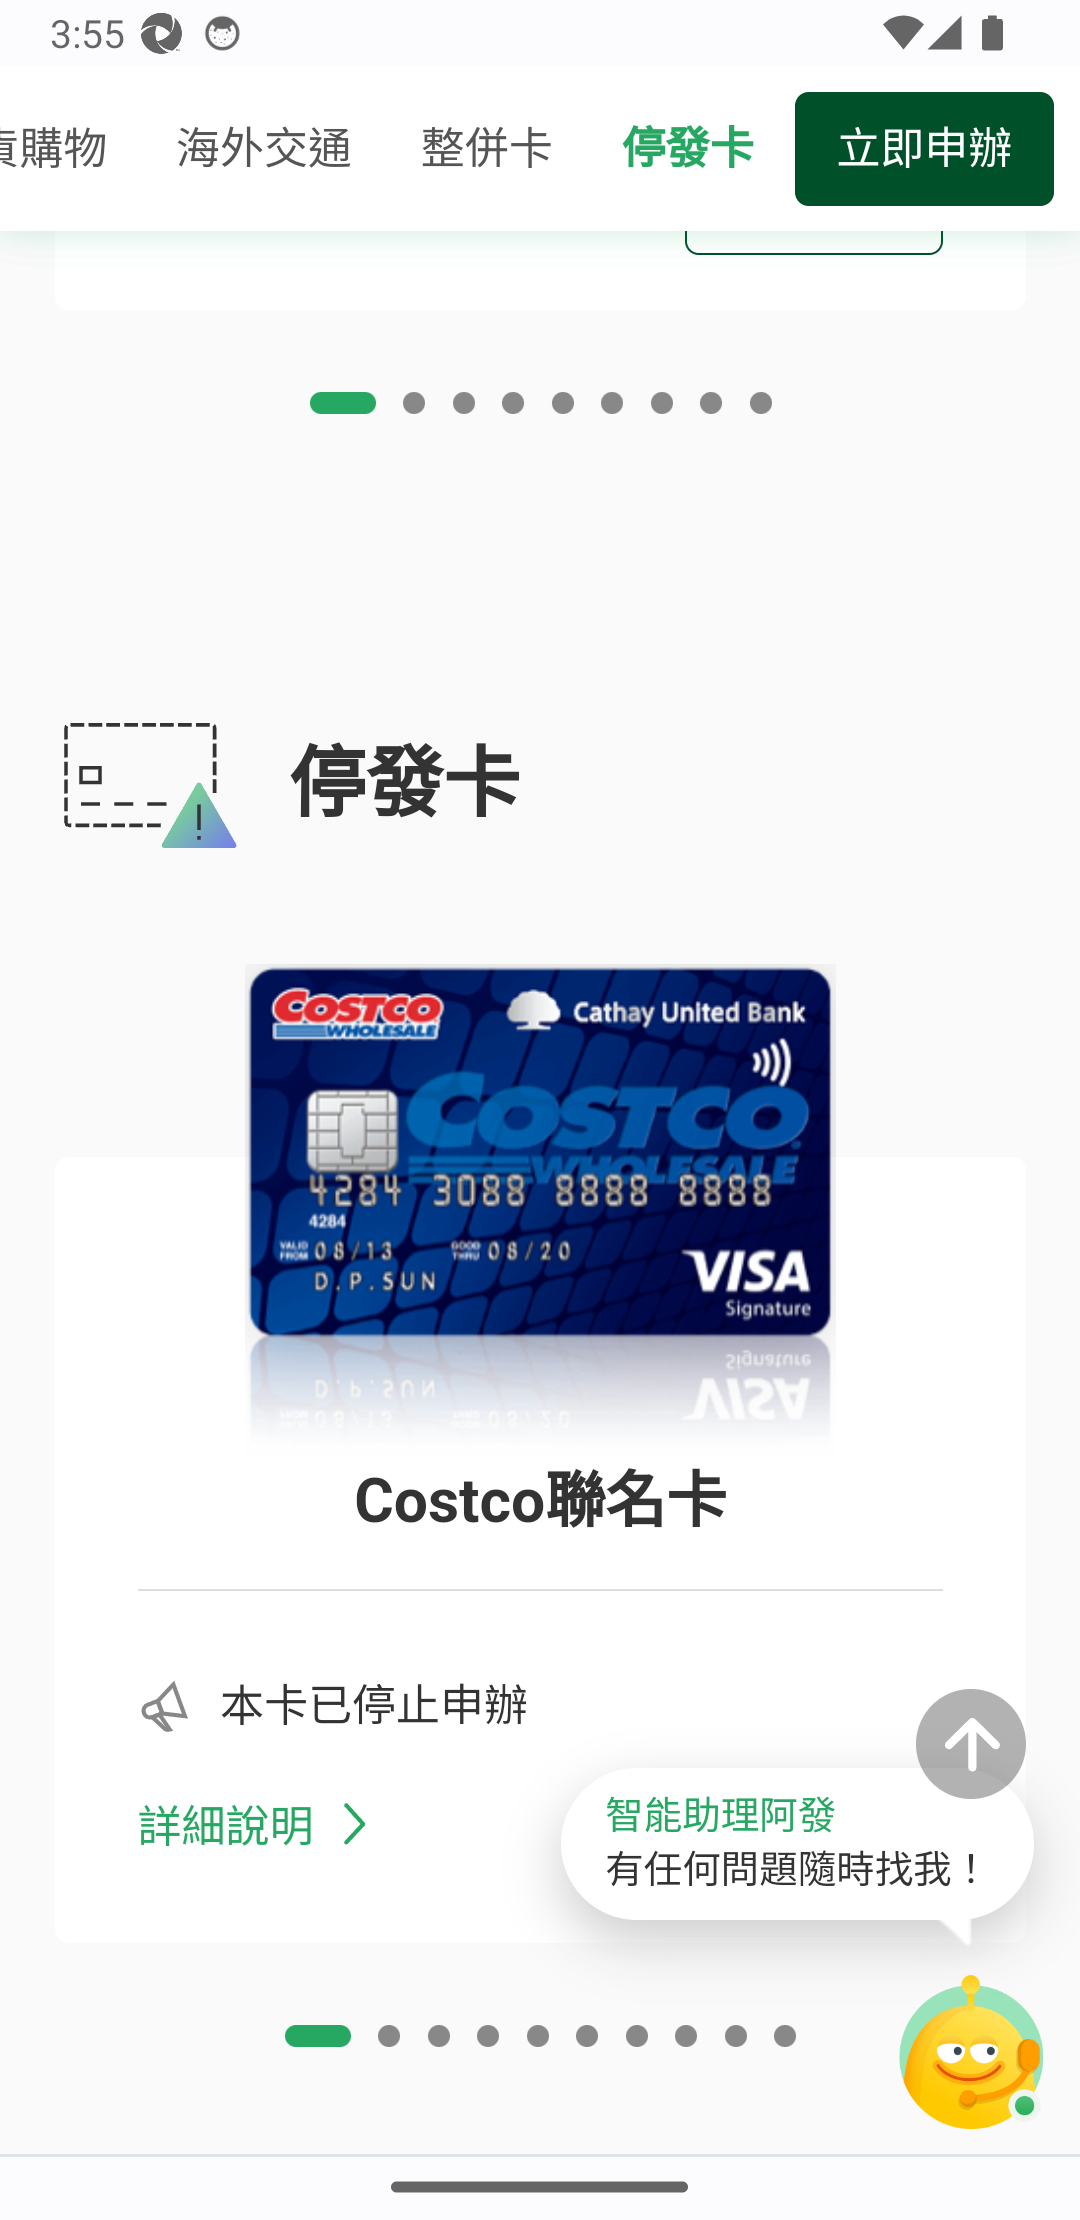 3:55
購物
海外交通
整併卡
停發卡
立即申辦
停發卡
COSTCO
WHOLESALE
Cathay United Bank
COSTCO
WHOLESALE
4284 3088 8888 8888
4284
VALID FROM 08/13 GOOD THRU 08/20
D.P.SUN
VISA
Signature
Costco聯名卡
本卡已停止申辦
詳細說明
智能助理阿發
有任何問題隨時找我！